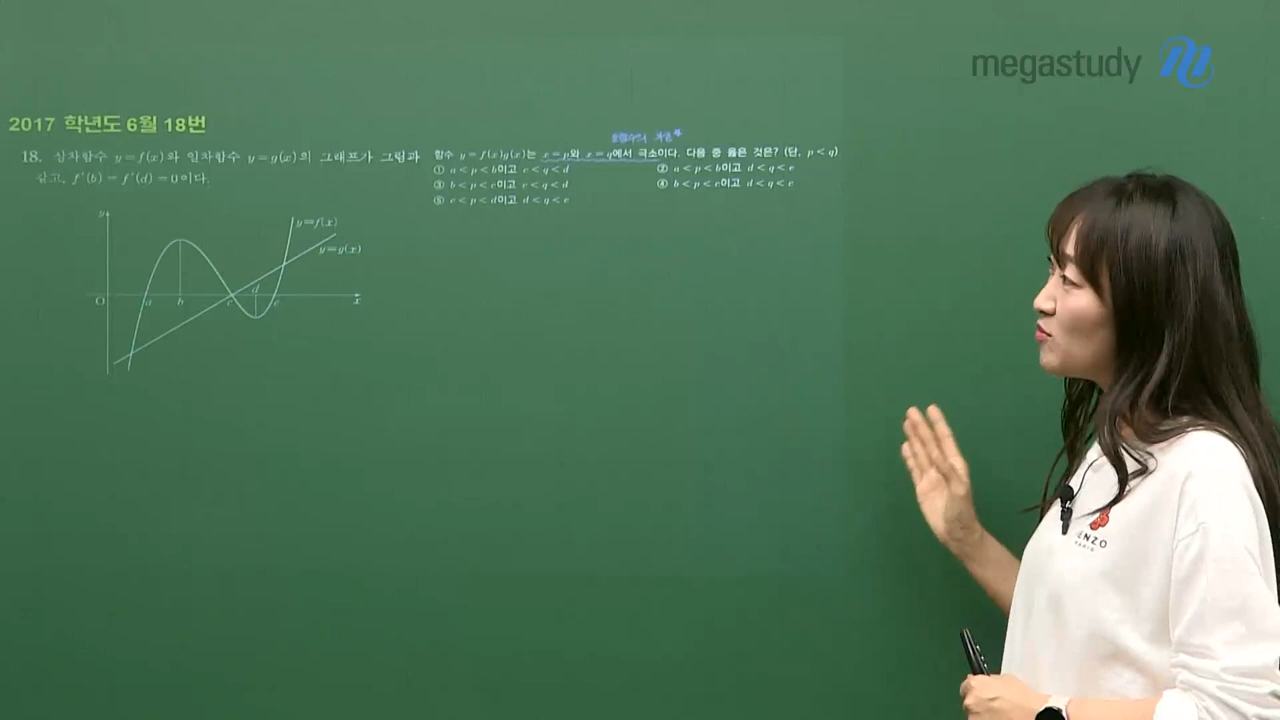 megastudy
2017 학년도 6월 18번
18. 삼차함수 y=f(x)와 일차함수 y=g(x)의 그래프가 그림과
같고, f′(b)=f′(d)=0이다.
함수 y=f(x)g(x)는 x=p와 x=q에서 극소이다. 다음 중 옳은 것은? (단, p<q)
① a<p<b이고 c<q<d
② a<p<b이고 d<q<e
③ b<p<c이고 c<q<d
④ b<p<c이고 d<q<e
⑤ c<p<d이고 d<q<e
y
y=f(x)
y=g(x)
O a b c d e x
ENZO
PARIS